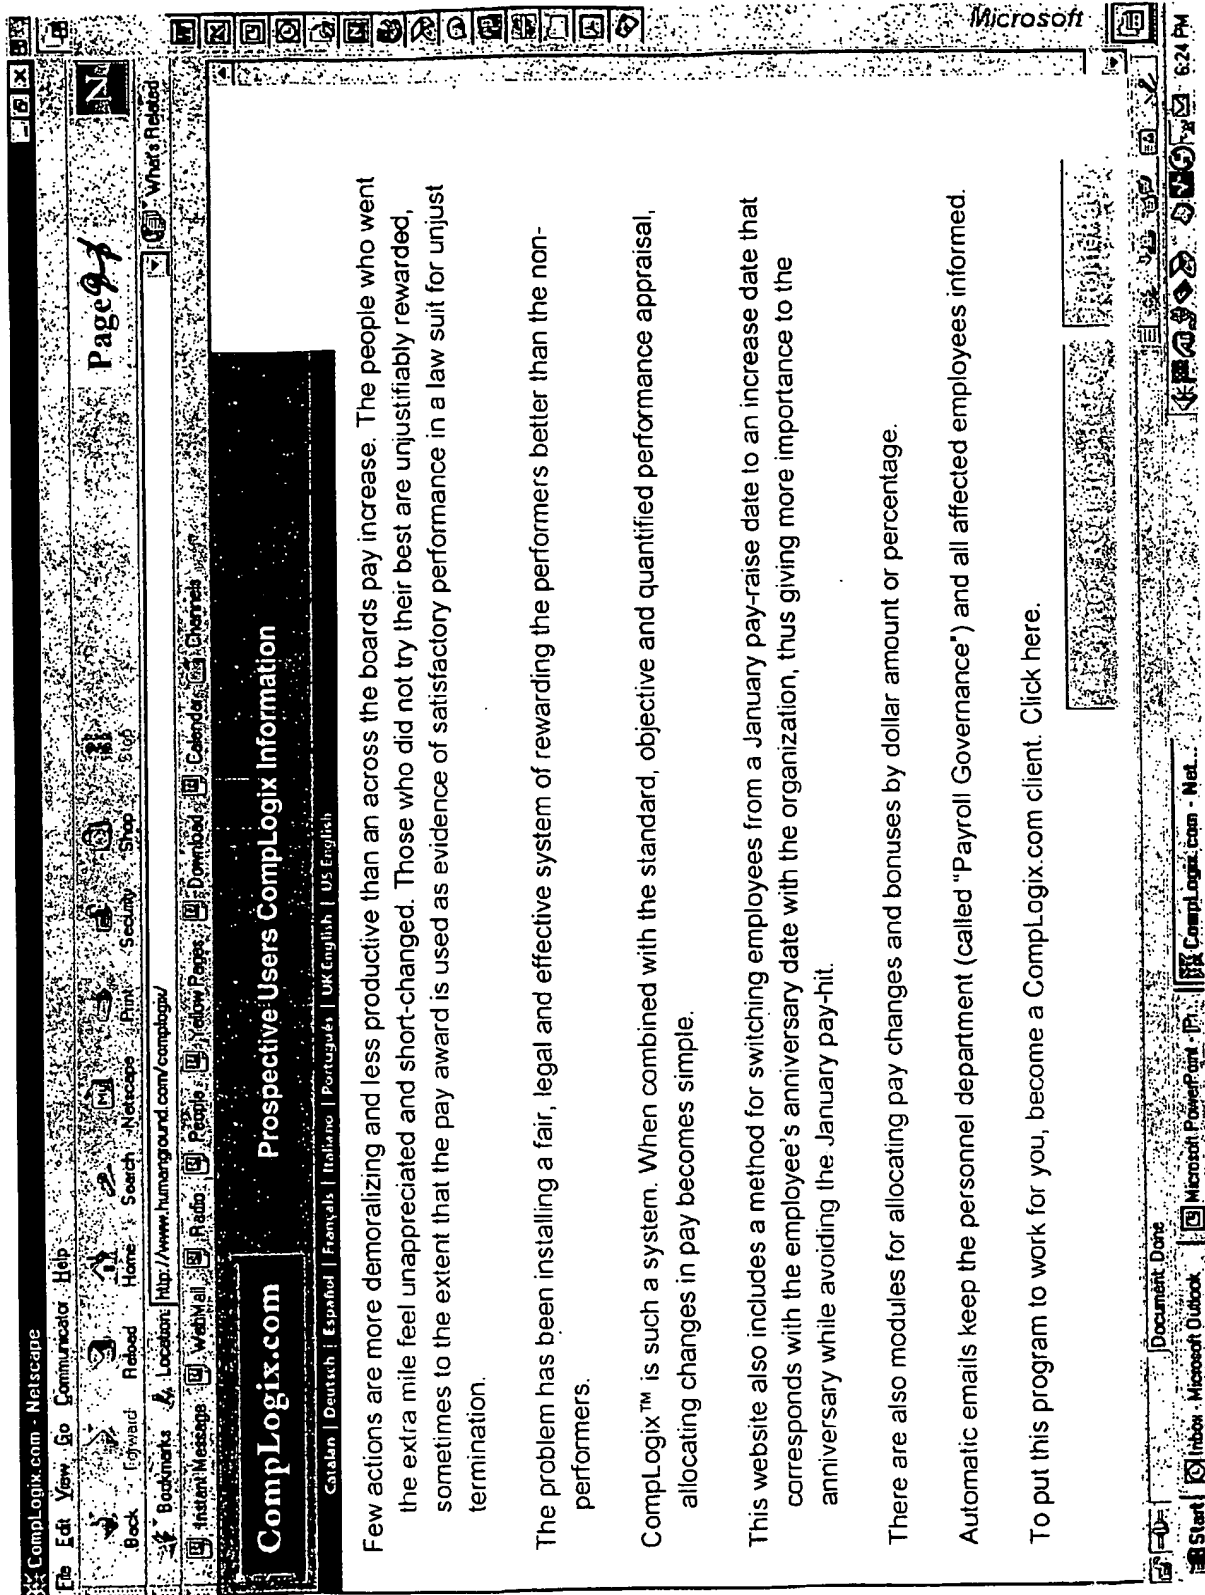 CompLogix.com - Netscape
File Edit View Go Communicator Help
Back Forward Reload Home Search Netscape Print Security Shop Stop
Page
Bookmarks Location: http://www.humanground.com/complogix/ What's Related
Instant Message WebMail Radio People Yellow Pages Download Calendar Channels
CompLogix.com Prospective Users CompLogix Information
Catalan | Deutsch | Español | Français | Italiano | Português | UK English | US English
Few actions are more demoralizing and less productive than an across the boards pay increase. The people who went
the extra mile feel unappreciated and short-changed. Those who did not try their best are unjustifiably rewarded,
sometimes to the extent that the pay award is used as evidence of satisfactory performance in a law suit for unjust
termination.
The problem has been installing a fair, legal and effective system of rewarding the performers better than the non-
performers.
CompLogix™ is such a system. When combined with the standard, objective and quantified performance appraisal,
allocating changes in pay becomes simple.
This website also includes a method for switching employees from a January pay-raise date to an increase date that
corresponds with the employee's anniversary date with the organization, thus giving more importance to the
anniversary while avoiding the January pay-hit.
There are also modules for allocating pay changes and bonuses by dollar amount or percentage.
Automatic emails keep the personnel department (called "Payroll Governance") and all affected employees informed.
To put this program to work for you, become a CompLogix.com client. Click here.
Microsoft
Document: Done
Start Inbox - Microsoft Outlook Microsoft PowerPoint - [P... CompLogix.com - Net... 6:24 PM